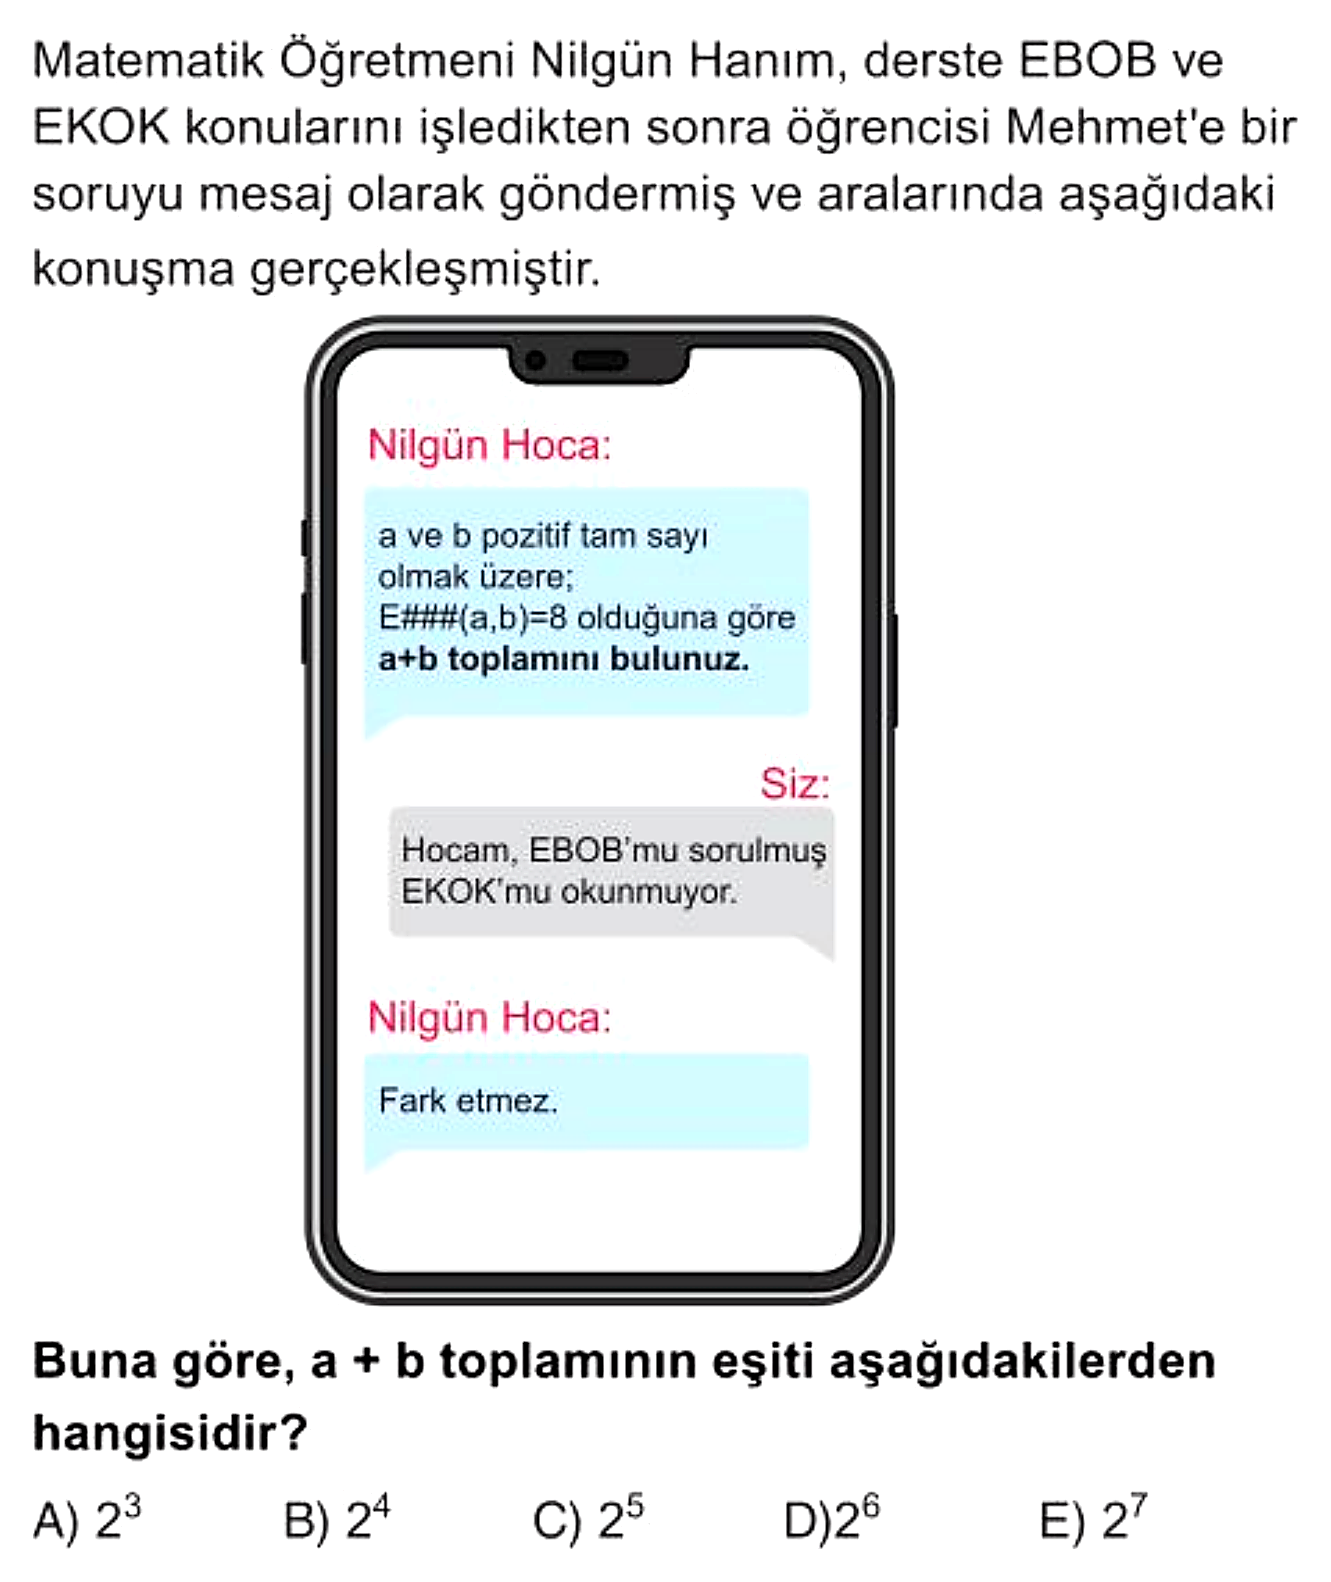 Matematik Öğretmeni Nilgün Hanım, derste EBOB ve
EKOK konularını işledikten sonra öğrencisi Mehmet'e bir
soruyu mesaj olarak göndermiş ve aralarında aşağıdaki
konuşma gerçekleşmiştir.
Nilgün Hoca:
a ve b pozitif tam sayı
olmak üzere;
E###(a,b)=8 olduğuna göre
a+b toplamını bulunuz.
Siz:
Hocam, EBOB'mu sorulmuş
EKOK'mu okunmuyor.
Nilgün Hoca:
Fark etmez.
Buna göre, a + b toplamının eşiti aşağıdakilerden
hangisidir?
A) 2³ B) 2⁴ C) 2⁵ D)2⁶ E) 2⁷